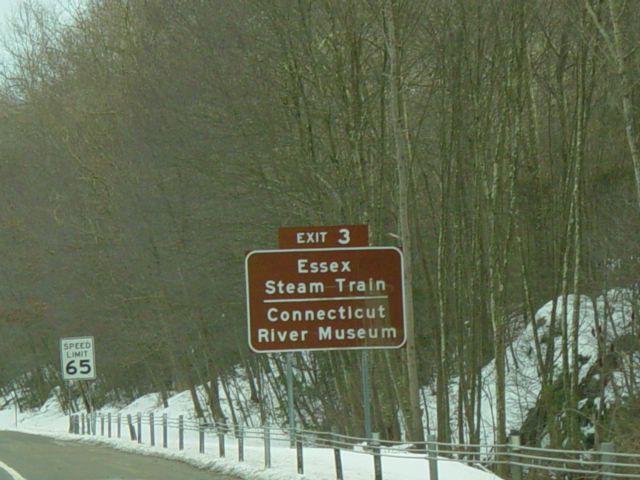 EXIT 3
Essex
Steam Train
Connecticut
River Museum
SPEED
LIMIT
65